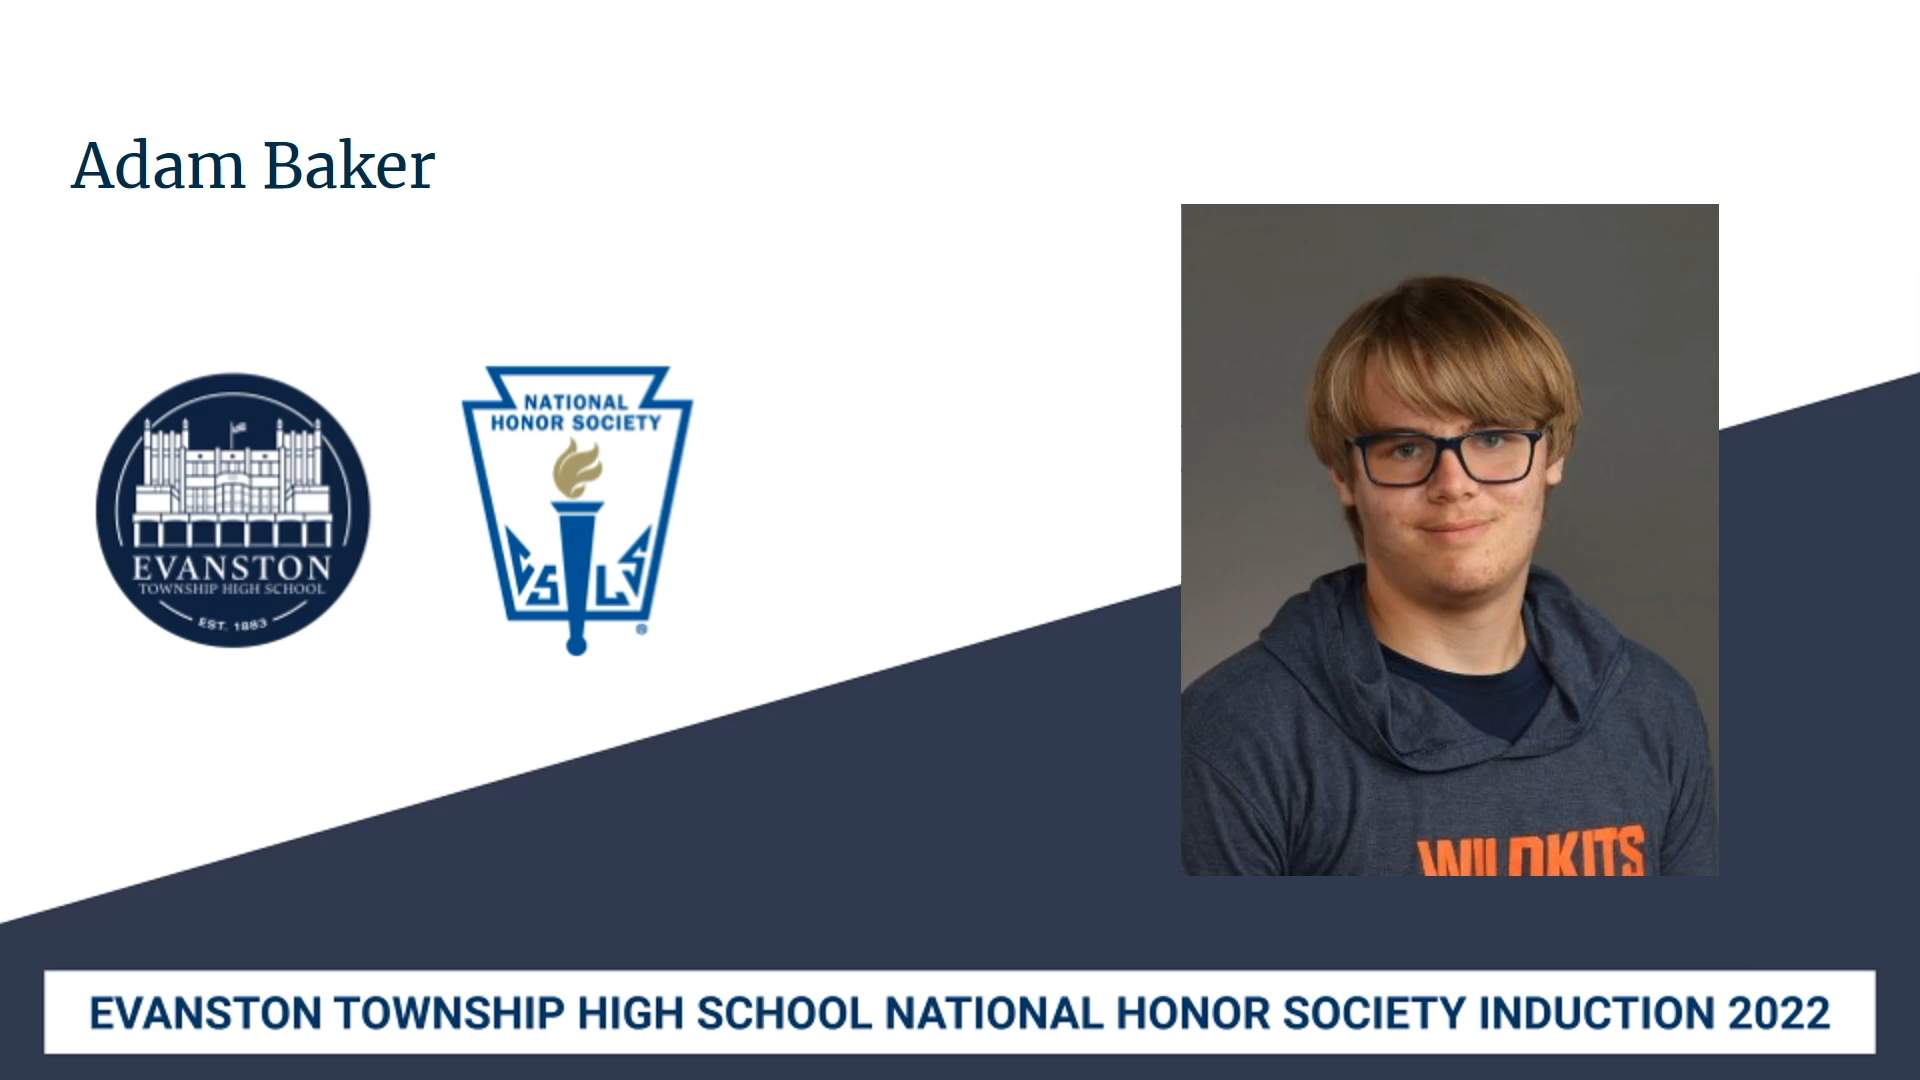 Adam Baker
EVANSTON
TOWNSHIP HIGH SCHOOL
EST. 1883
NATIONAL
HONOR SOCIETY
C S L S
®
WILDKITS
EVANSTON TOWNSHIP HIGH SCHOOL NATIONAL HONOR SOCIETY INDUCTION 2022